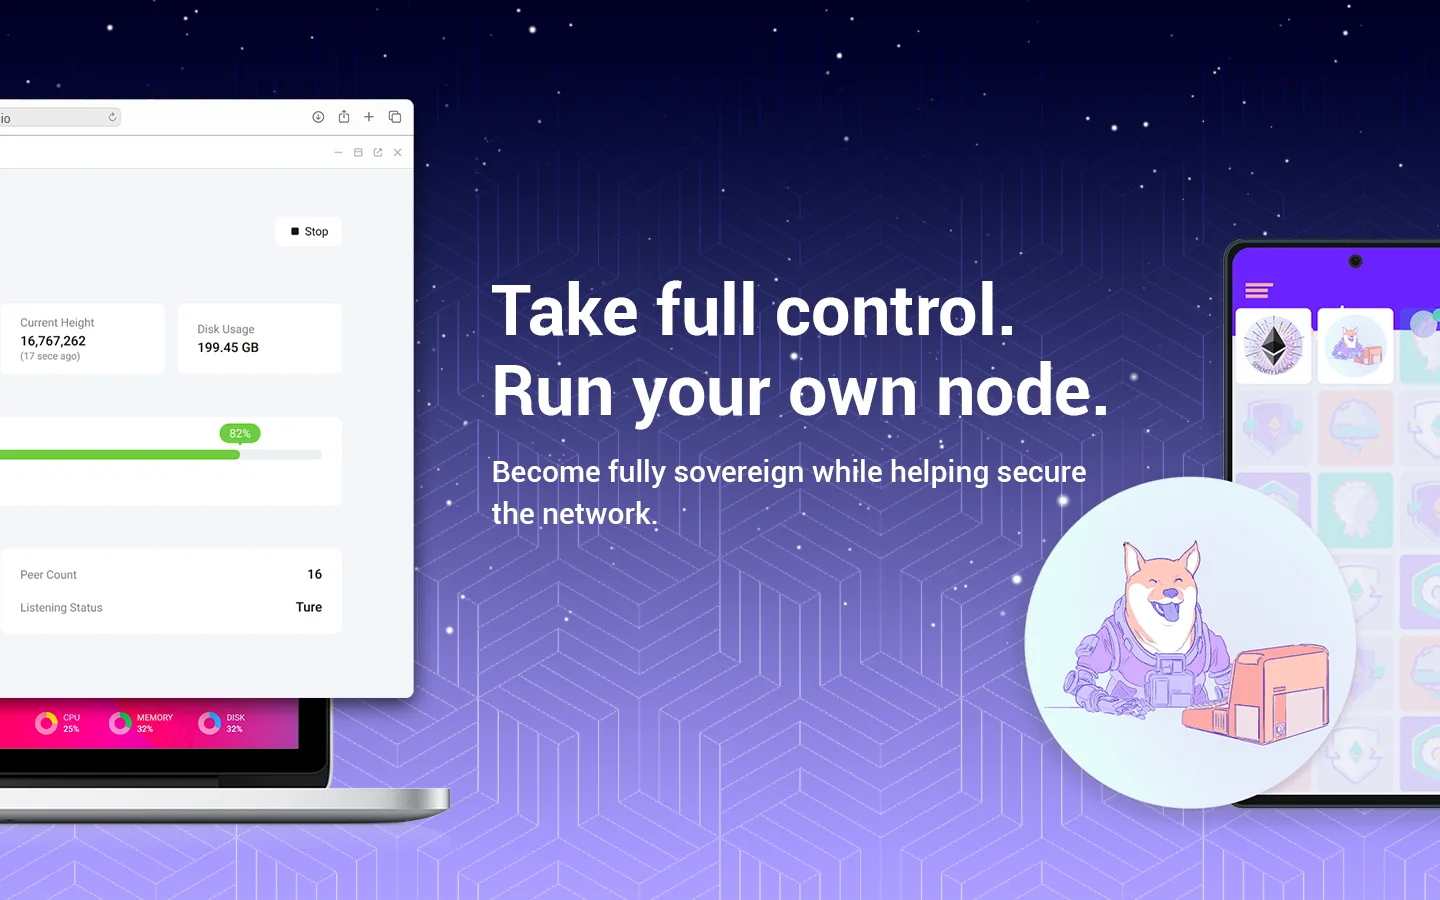 io
Stop
Current Height
16,767,262
(17 sece ago)
Disk Usage
199.45 GB
82%
Peer Count
16
Listening Status
Ture
CPU
25%
MEMORY
32%
DISK
32%
Take full control.
Run your own node.
Become fully sovereign while helping secure
the network.